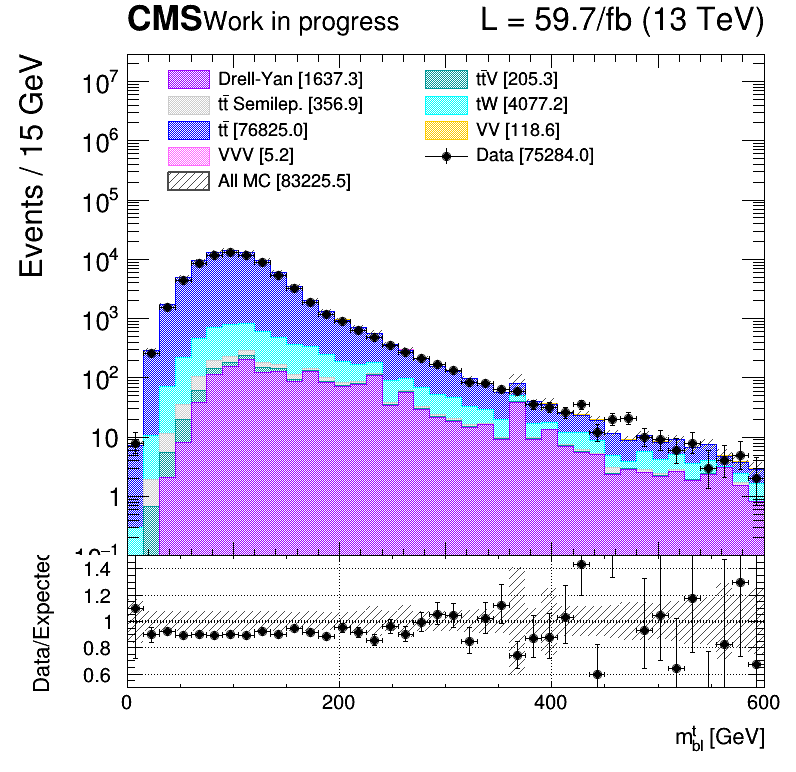 CMS Work in progress L = 59.7/fb (13 TeV)
Events / 15 GeV
Drell-Yan [1637.3]
tt̄ Semilep. [356.9]
tt̄ [76825.0]
VVV [5.2]
All MC [83225.5]
tt̄V [205.3]
tW [4077.2]
VV [118.6]
Data [75284.0]
10⁷
10⁶
10⁵
10⁴
10³
10²
10
1
10⁻¹
Data/Expected
1.4
1.2
1
0.8
0.6
0 200 400 600
mᵗbl [GeV]